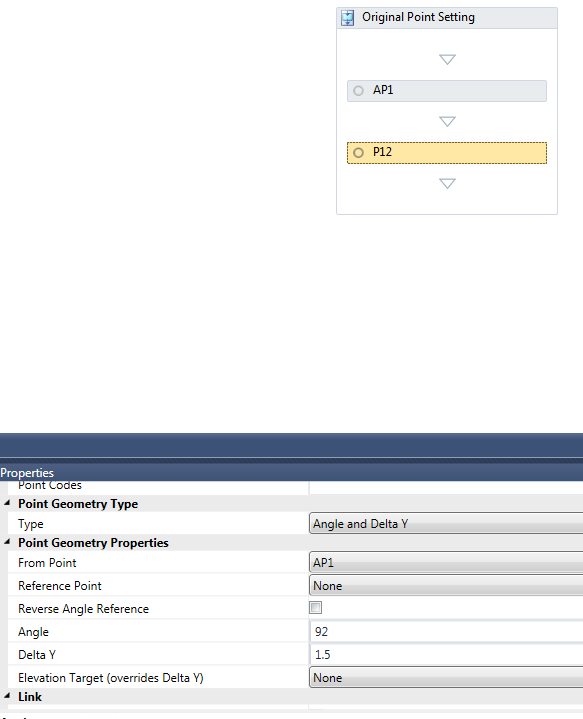 Original Point Setting
AP1
P12
Properties
Point Codes
Point Geometry Type
Type Angle and Delta Y
Point Geometry Properties
From Point AP1
Reference Point None
Reverse Angle Reference
Angle 92
Delta Y 1.5
Elevation Target (overrides Delta Y) None
Link